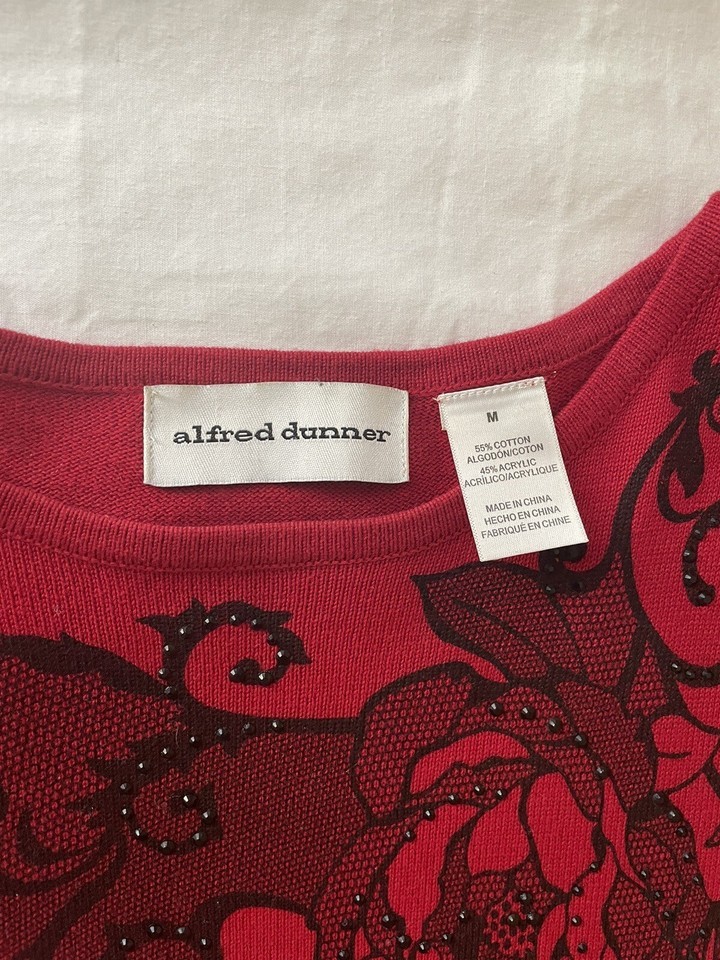 alfred dunner
M
55% COTTON
ALGODÓN/COTON
45% ACRYLIC
ACRÍLICO/ACRYLIQUE
MADE IN CHINA
HECHO EN CHINA
FABRIQUÉ EN CHINE